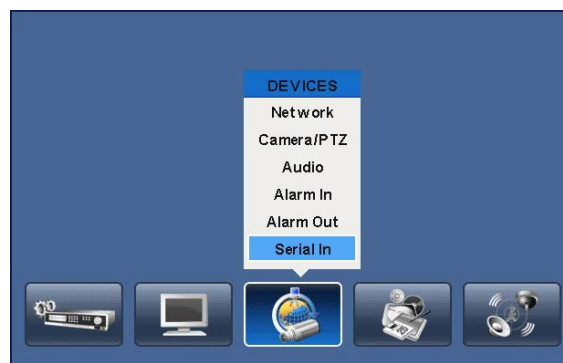 DEVICES
Network
Camera/PTZ
Audio
Alarm In
Alarm Out
Serial In